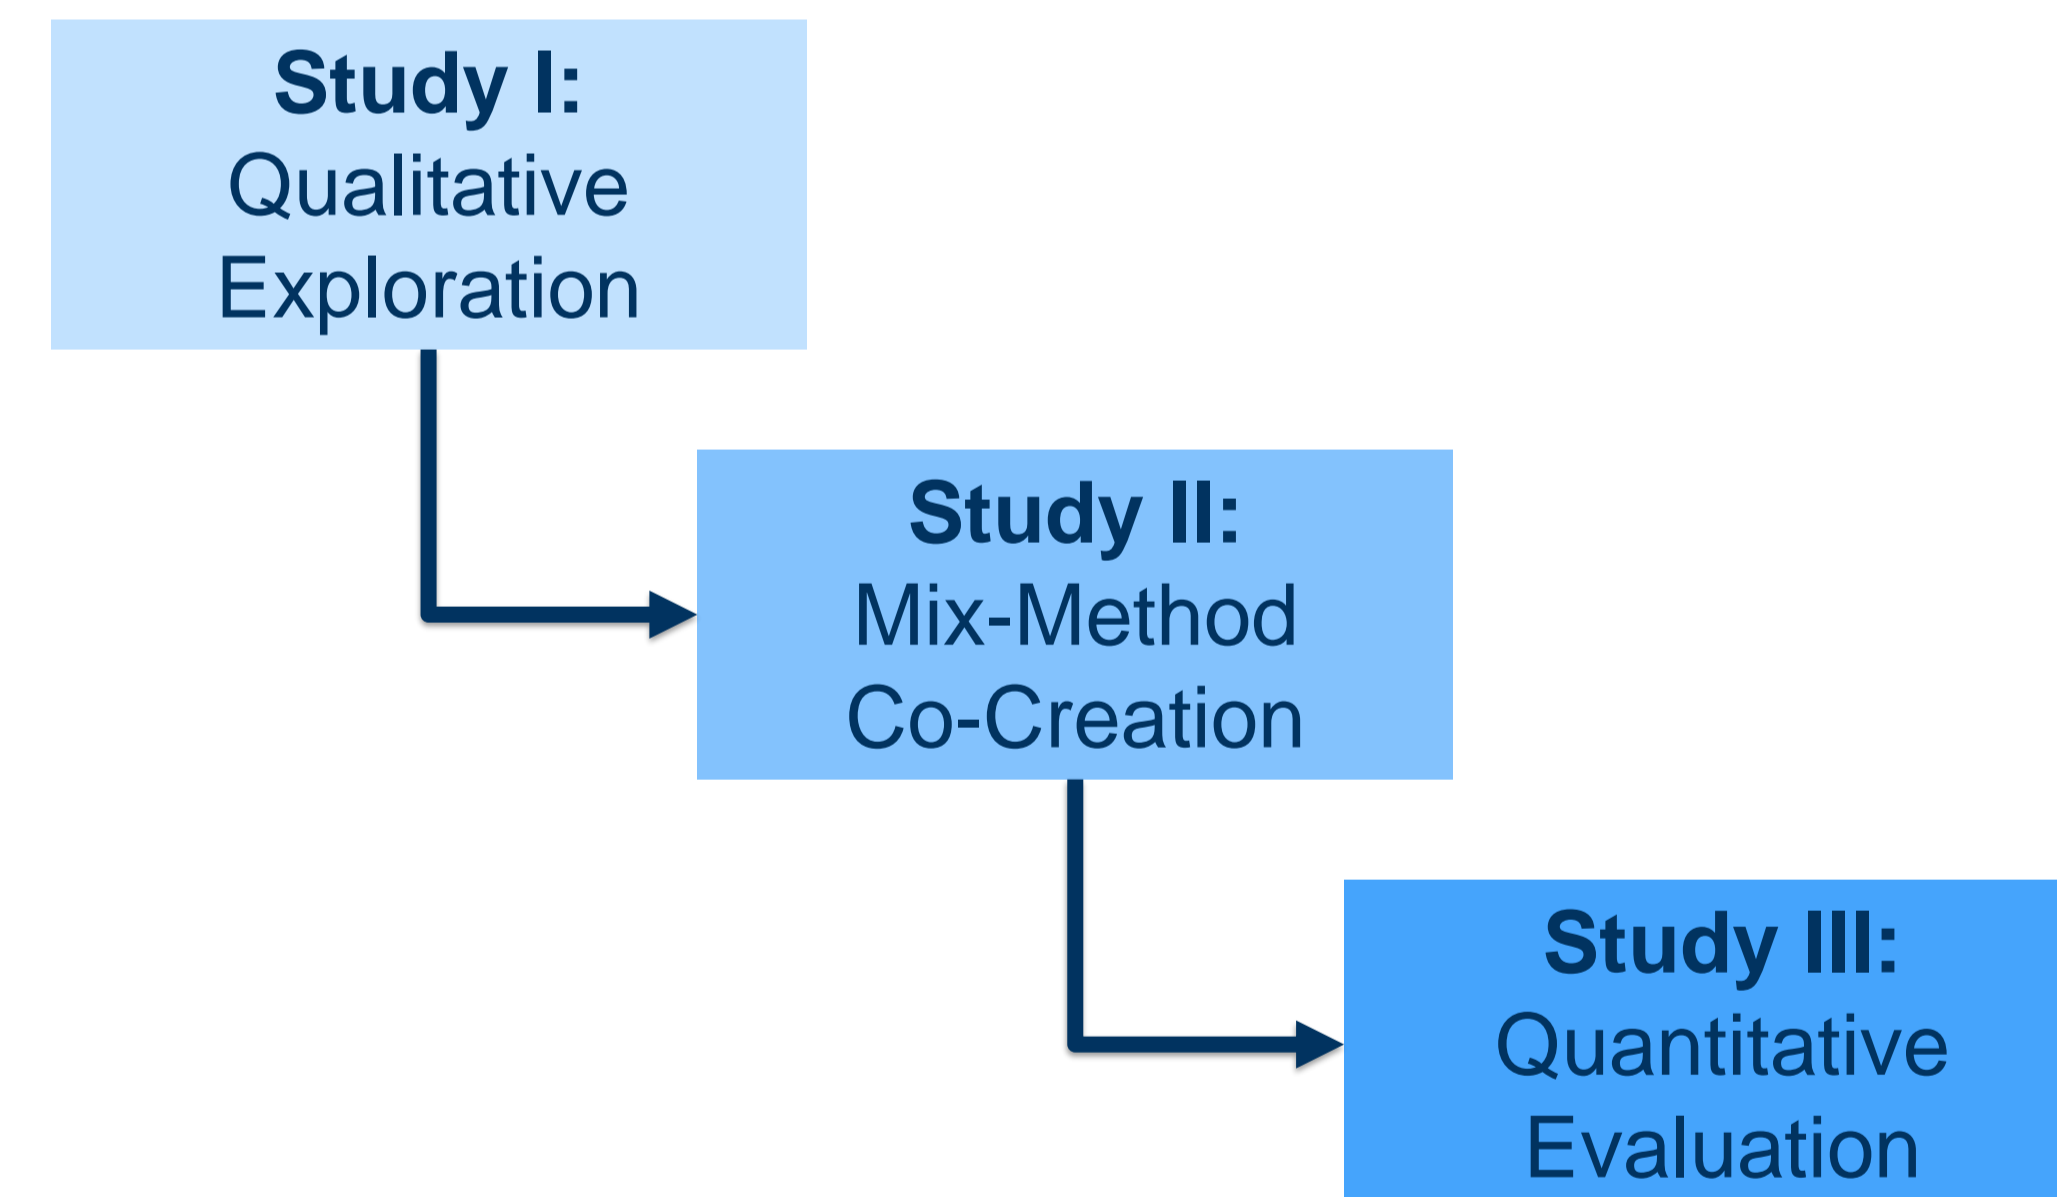 Study I:
Qualitative
Exploration
Study II:
Mix-Method
Co-Creation
Study III:
Quantitative
Evaluation